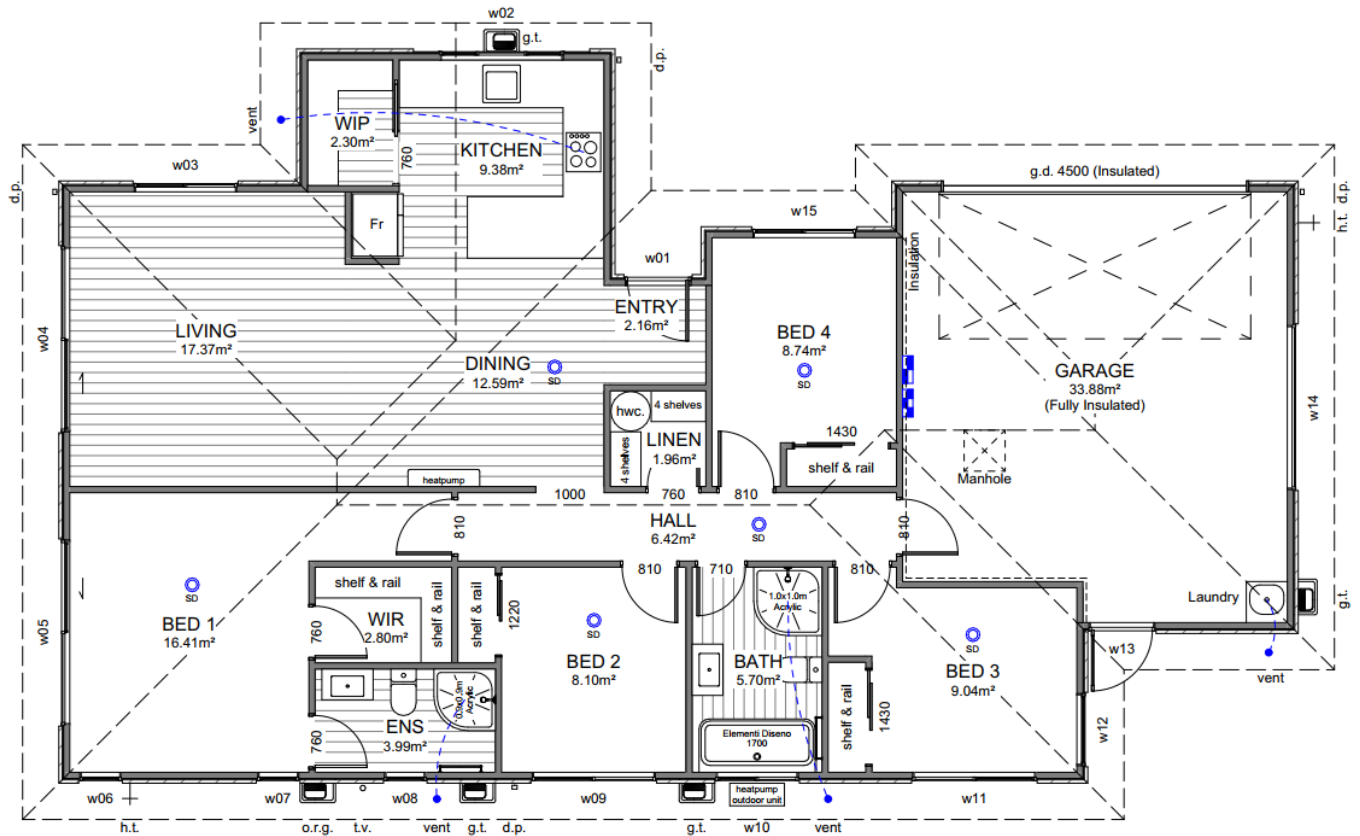 w02
g.t.
d.p.
vent
WIP
2.30m²
760
KITCHEN
9.38m²
w03
d.p.
g.d. 4500 (Insulated)
h.t. d.p.
Fr
w15
w01
Insulation
ENTRY
2.16m²
LIVING
17.37m²
w04
DINING
12.59m²
SD
BED 4
8.74m²
SD
GARAGE
33.88m²
(Fully Insulated)
w14
hwc.
4 shelves
4 shelves
LINEN
1.96m²
1430
shelf & rail
Manhole
heatpump
1000
760
810
HALL
6.42m²
810
810
SD
810
710
810
shelf & rail
shelf & rail
shelf & rail
WIR
2.80m²
760
1220
SD
BED 1
16.41m²
w05
SD
BED 2
8.10m²
1.0x1.0m
Acrylic
BATH
5.70m²
SD
BED 3
9.04m²
Laundry
g.t.
w13
vent
0.9x0.9m
Acrylic
ENS
3.99m²
760
Elementi Diseno
1700
shelf & rail
1430
w12
w06
w07
w08
w09
heatpump
outdoor unit
w11
h.t.
o.r.g.
t.v.
vent
g.t.
d.p.
g.t.
w10
vent